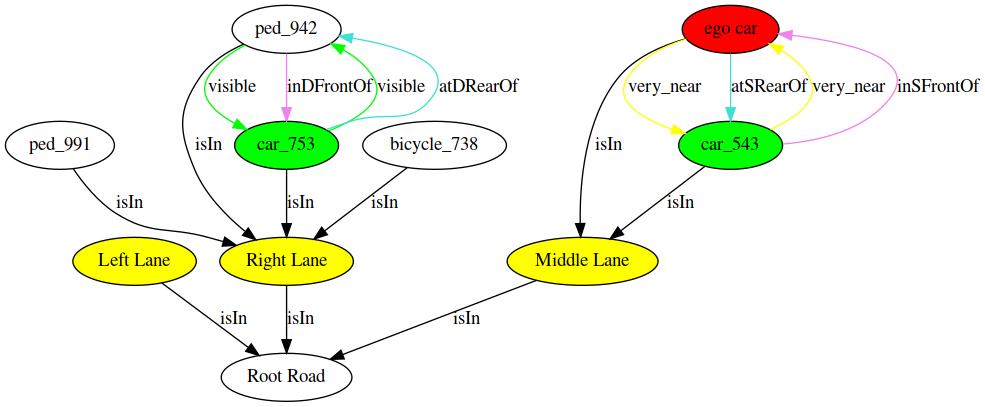 ped_942
ego car
visible
inDFrontOf
visible
atDRearOf
very_near
atSRearOf
very_near
inSFrontOf
ped_991
isIn
car_753
bicycle_738
isIn
car_543
isIn
isIn
isIn
isIn
Left Lane
Right Lane
Middle Lane
isIn
isIn
isIn
Root Road